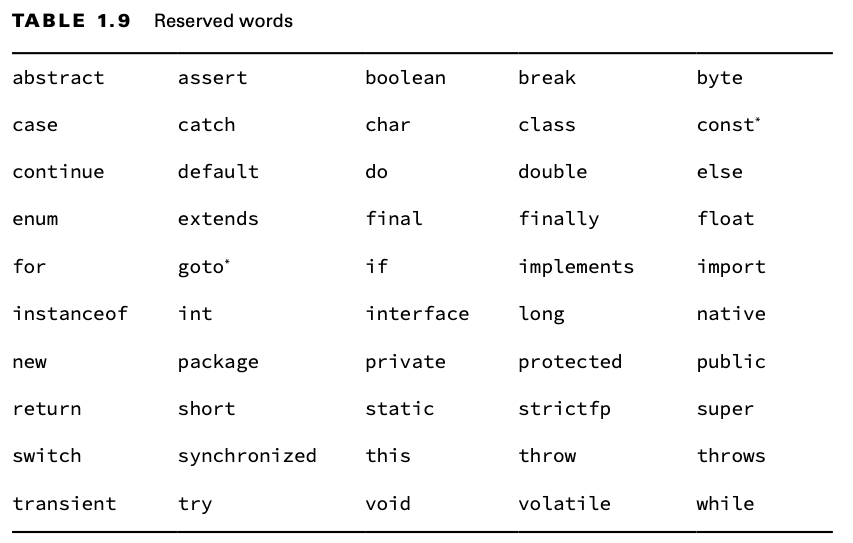 TABLE 1.9 Reserved words
abstract assert boolean break byte
case catch char class const*
continue default do double else
enum extends final finally float
for goto* if implements import
instanceof int interface long native
new package private protected public
return short static strictfp super
switch synchronized this throw throws
transient try void volatile while